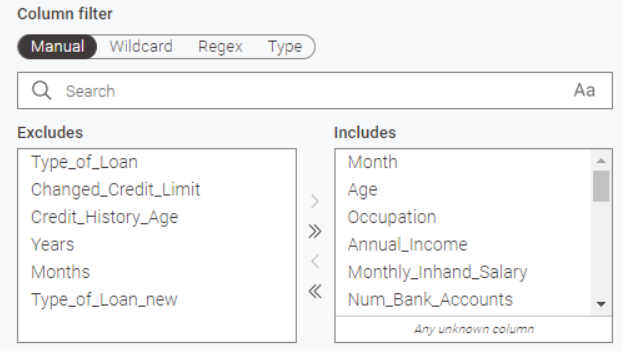 Column filter
Manual Wildcard Regex Type
Search Aa
Excludes
Type_of_Loan
Changed_Credit_Limit
Credit_History_Age
Years
Months
Type_of_Loan_new
Includes
Month
Age
Occupation
Annual_Income
Monthly_Inhand_Salary
Num_Bank_Accounts
Any unknown column